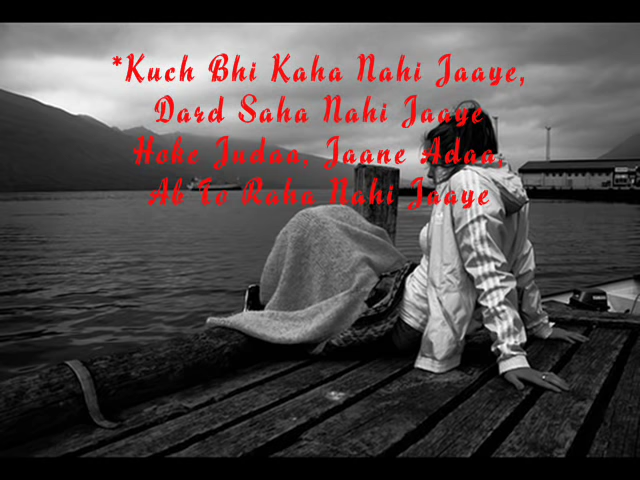 *Kuch Bhi Kaha Nahi Jaaye,
Dard Saha Nahi Jaaye
Hoke Judaa, Jaane Adaa,
Ab To Raha Nahi Jaaye